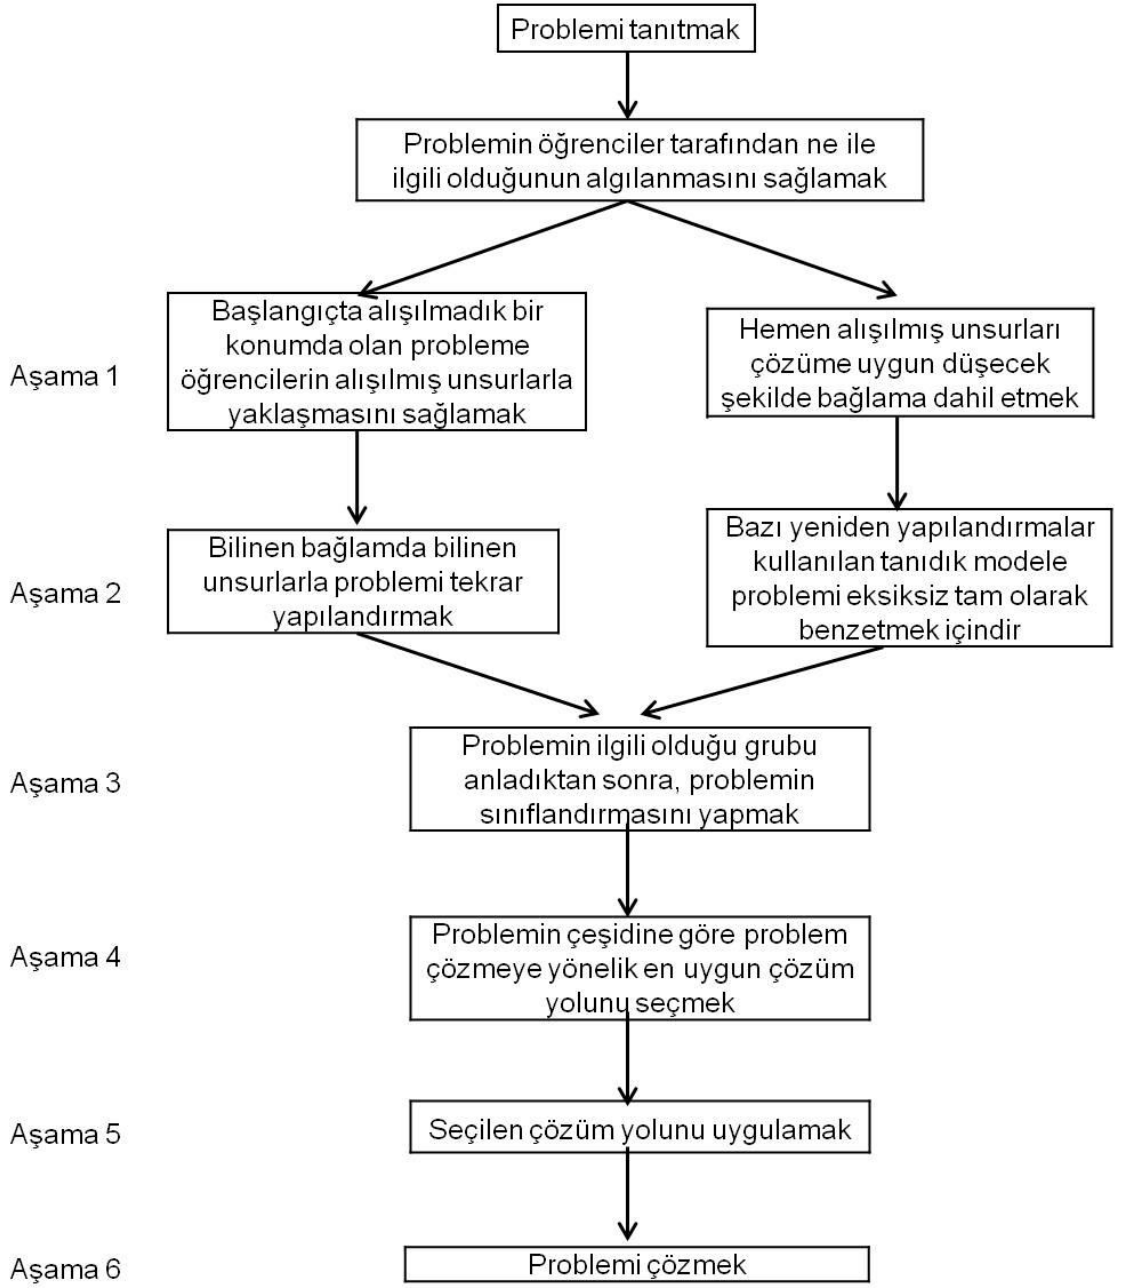 Problemi tanıtmak
Problemin öğrenciler tarafından ne ile
ilgili olduğunun algılanmasını sağlamak
Aşama 1
Başlangıçta alışılmadık bir
konumda olan probleme
öğrencilerin alışılmış unsurlarla
yaklaşmasını sağlamak
Hemen alışılmış unsurları
çözüme uygun düşecek
şekilde bağlama dahil etmek
Aşama 2
Bilinen bağlamda bilinen
unsurlarla problemi tekrar
yapılandırmak
Bazı yeniden yapılandırmalar
kullanılan tanıdık modele
problemi eksiksiz tam olarak
benzetmek içindir
Aşama 3
Problemin ilgili olduğu grubu
anladıktan sonra, problemin
sınıflandırmasını yapmak
Aşama 4
Problemin çeşidine göre problem
çözmeye yönelik en uygun çözüm
yolunu seçmek
Aşama 5
Seçilen çözüm yolunu uygulamak
Aşama 6
Problemi çözmek